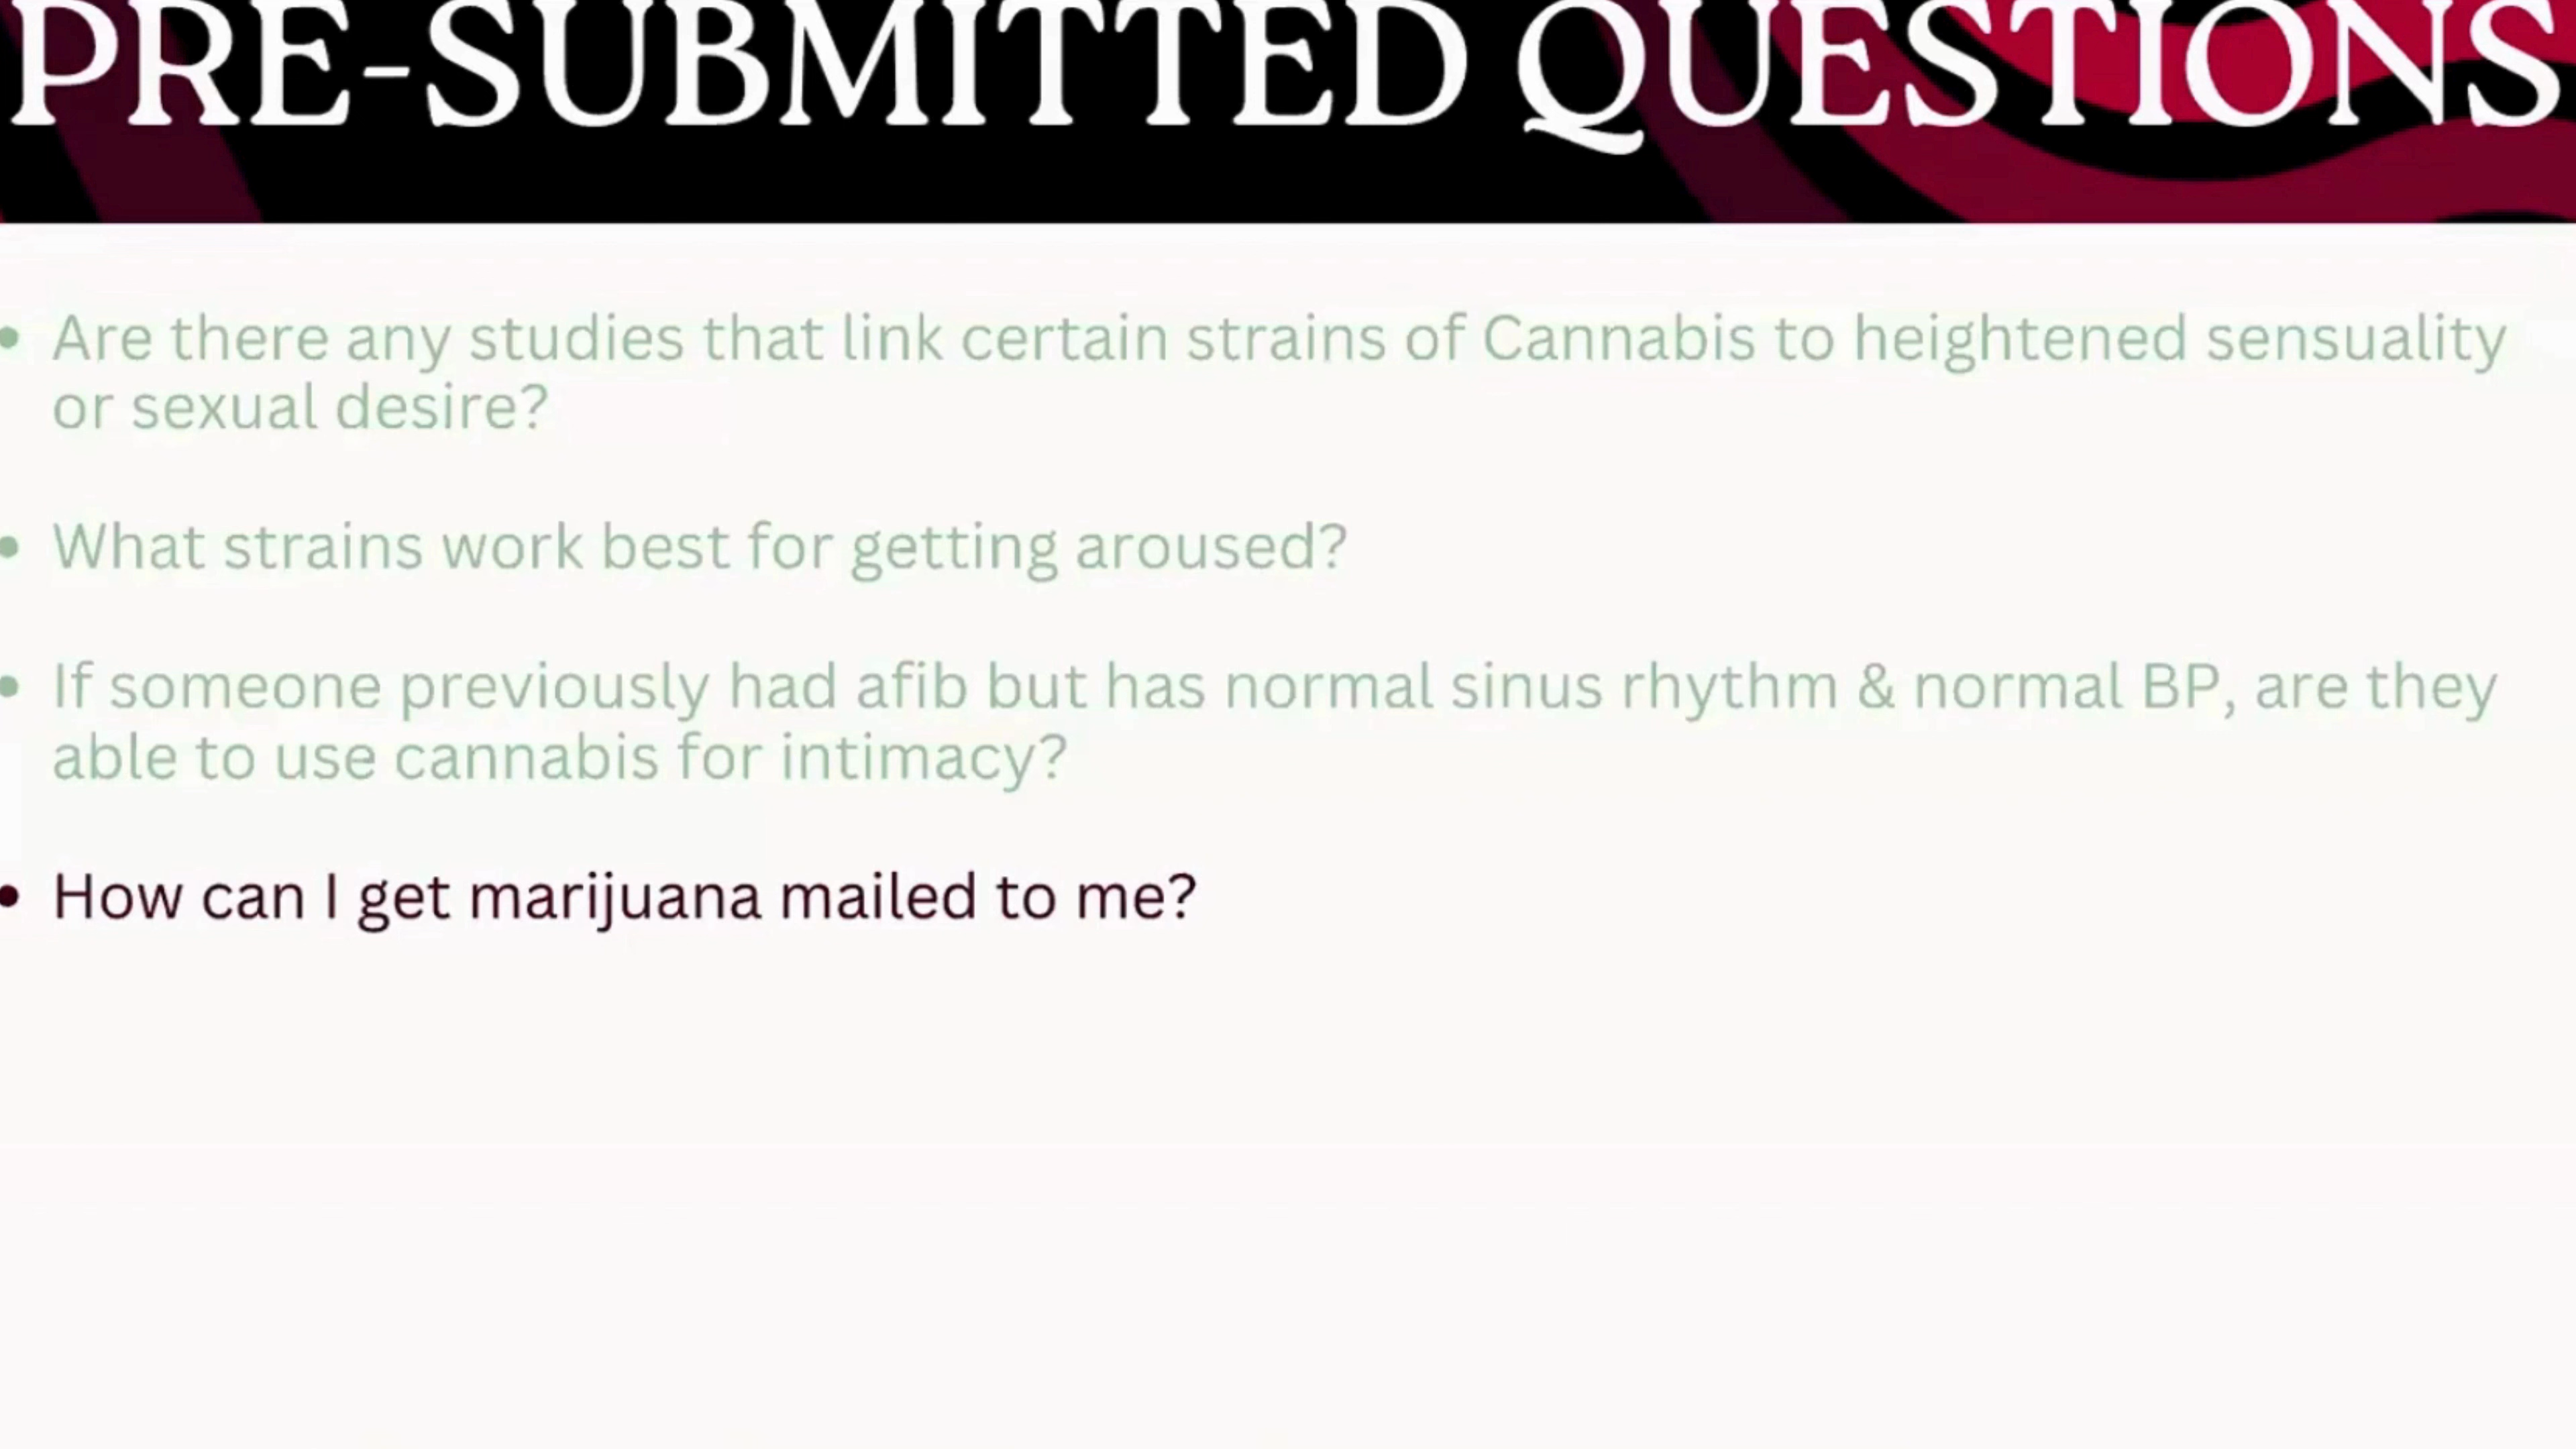 PRE-SUBMITTED QUESTIONS
• Are there any studies that link certain strains of Cannabis to heightened sensuality
or sexual desire?
• What strains work best for getting aroused?
• If someone previously had afib but has normal sinus rhythm & normal BP, are they
able to use cannabis for intimacy?
• How can I get marijuana mailed to me?